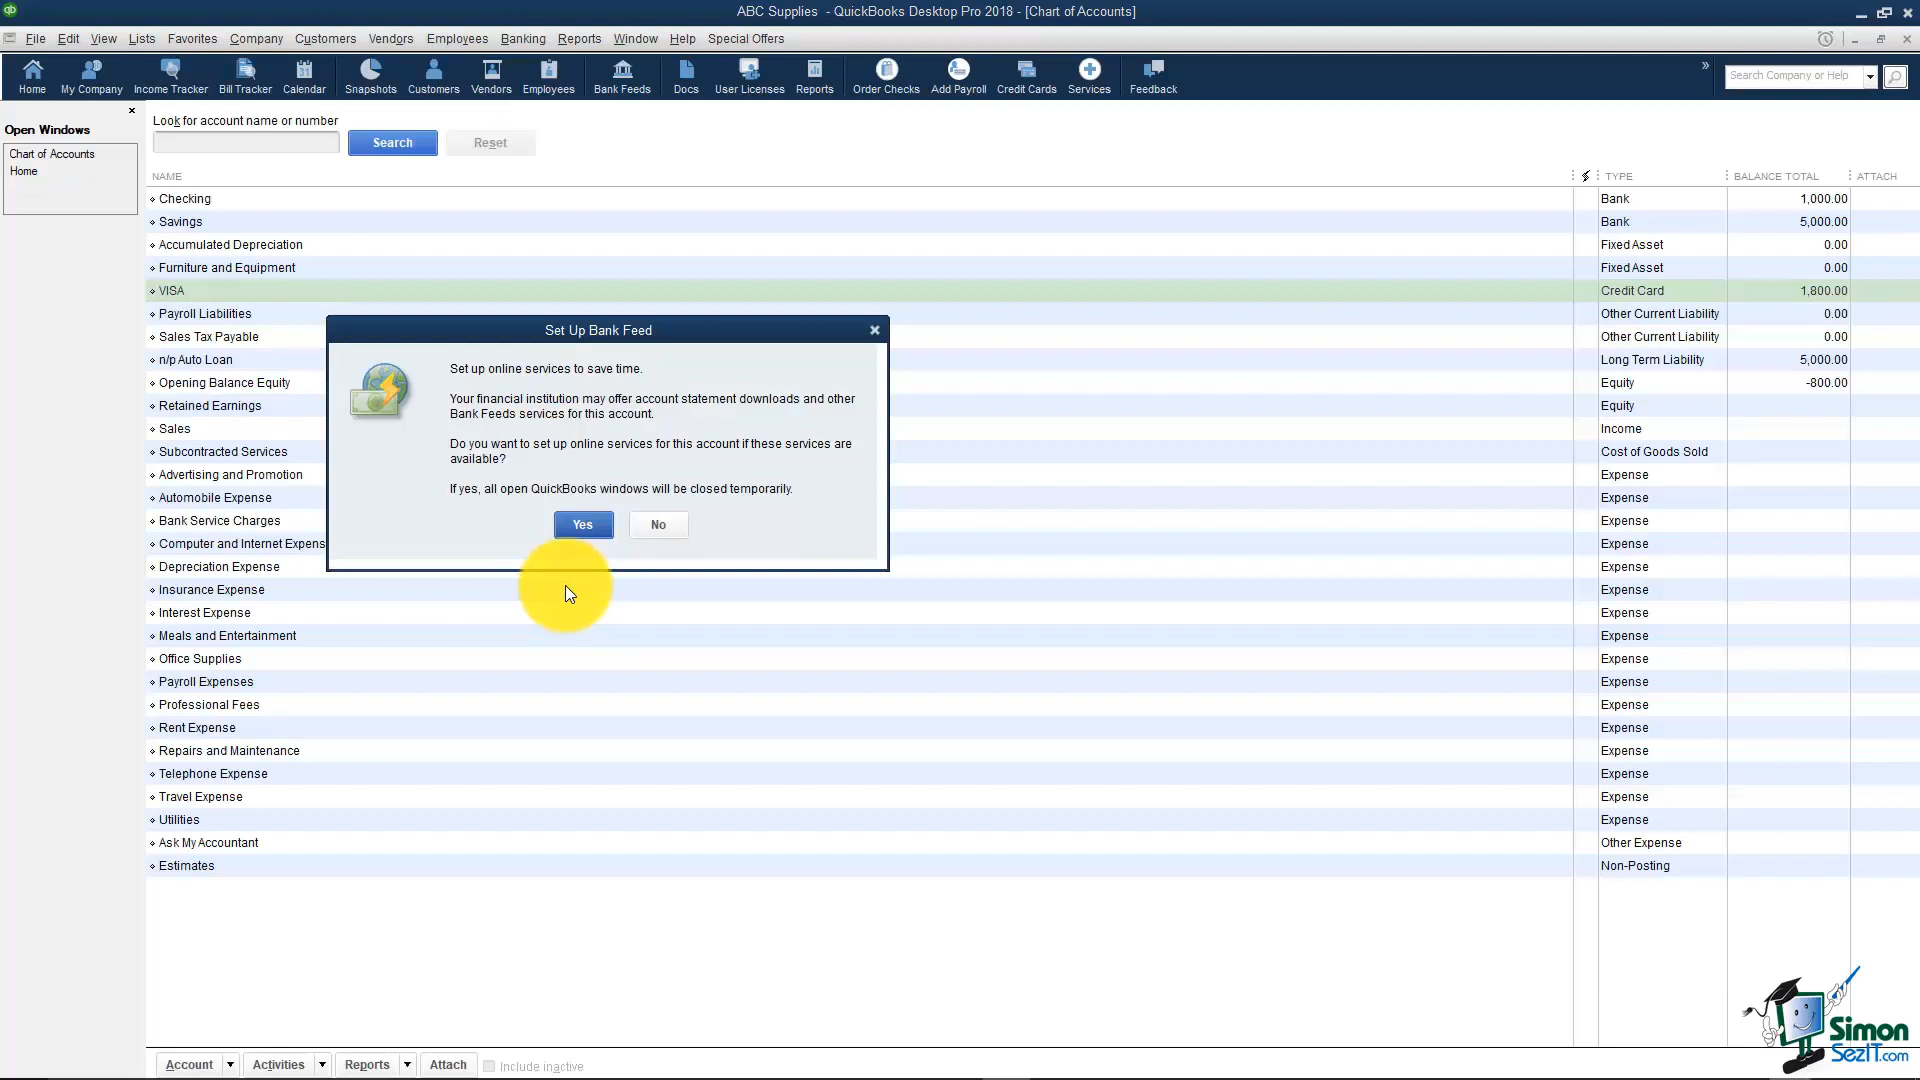 ABC Supplies - QuickBooks Desktop Pro 2018 - [Chart of Accounts]
File Edit View Lists Favorites Company Customers Vendors Employees Banking Reports Window Help Special Offers
Home My Company Income Tracker Bill Tracker Calendar Snapshots Customers Vendors Employees Bank Feeds Docs User Licenses Reports Order Checks Add Payroll Credit Cards Services Feedback » Search Company or Help
Open Windows
Chart of Accounts
Home
Look for account name or number
Search Reset
NAME TYPE BALANCE TOTAL ATTACH
Checking Bank 1,000.00
Savings Bank 5,000.00
Accumulated Depreciation Fixed Asset 0.00
Furniture and Equipment Fixed Asset 0.00
VISA Credit Card 1,800.00
Payroll Liabilities Other Current Liability 0.00
Sales Tax Payable Other Current Liability 0.00
n/p Auto Loan Long Term Liability 5,000.00
Opening Balance Equity Equity -800.00
Retained Earnings Equity
Sales Income
Subcontracted Services Cost of Goods Sold
Advertising and Promotion Expense
Automobile Expense Expense
Bank Service Charges Expense
Computer and Internet Expens Expense
Depreciation Expense Expense
Insurance Expense Expense
Interest Expense Expense
Meals and Entertainment Expense
Office Supplies Expense
Payroll Expenses Expense
Professional Fees Expense
Rent Expense Expense
Repairs and Maintenance Expense
Telephone Expense Expense
Travel Expense Expense
Utilities Expense
Ask My Accountant Other Expense
Estimates Non-Posting
Set Up Bank Feed
Set up online services to save time.
Your financial institution may offer account statement downloads and other
Bank Feeds services for this account.
Do you want to set up online services for this account if these services are
available?
If yes, all open QuickBooks windows will be closed temporarily.
Yes No
Account Activities Reports Attach Include inactive
Simon
SezIT.com